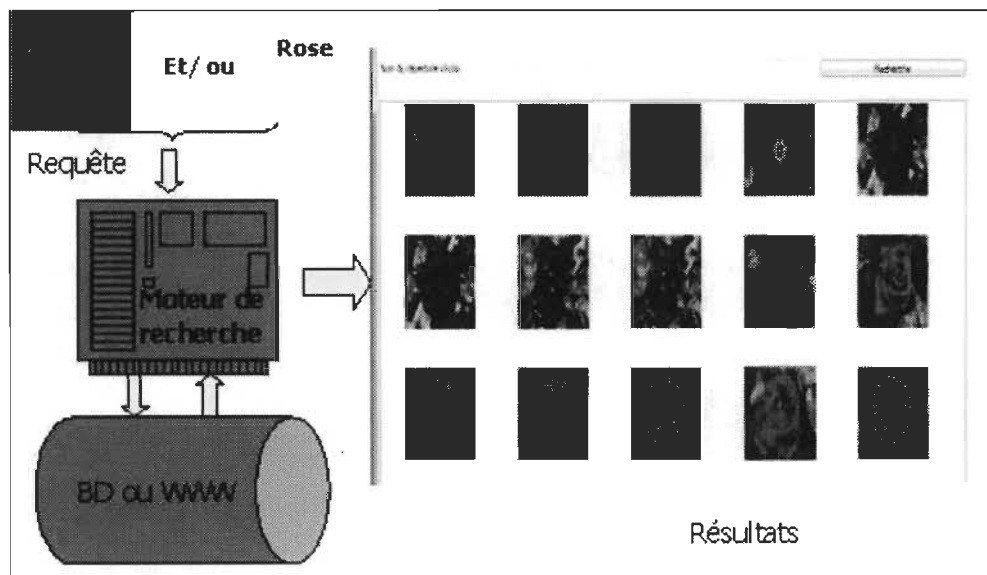 Et/ ou
Rose
Requête
Moteur de
recherche
BD ou WWW
Résultats